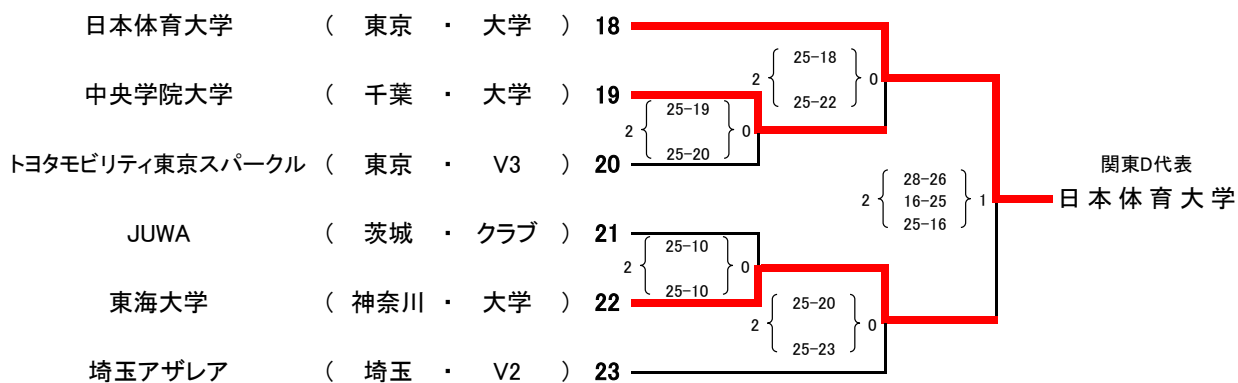 日本体育大学 ( 東京 ・ 大学 ) 18
25-18
2 0
25-22
中央学院大学 ( 千葉 ・ 大学 ) 19
25-19
2 0
25-20
トヨタモビリティ東京スパークル ( 東京 ・ V3 ) 20
28-26
2 16-25 1
25-16
関東D代表
日本体育大学
JUWA ( 茨城 ・ クラブ ) 21
25-10
2 0
25-10
東海大学 ( 神奈川 ・ 大学 ) 22
25-20
2 0
25-23
埼玉アザレア ( 埼玉 ・ V2 ) 23